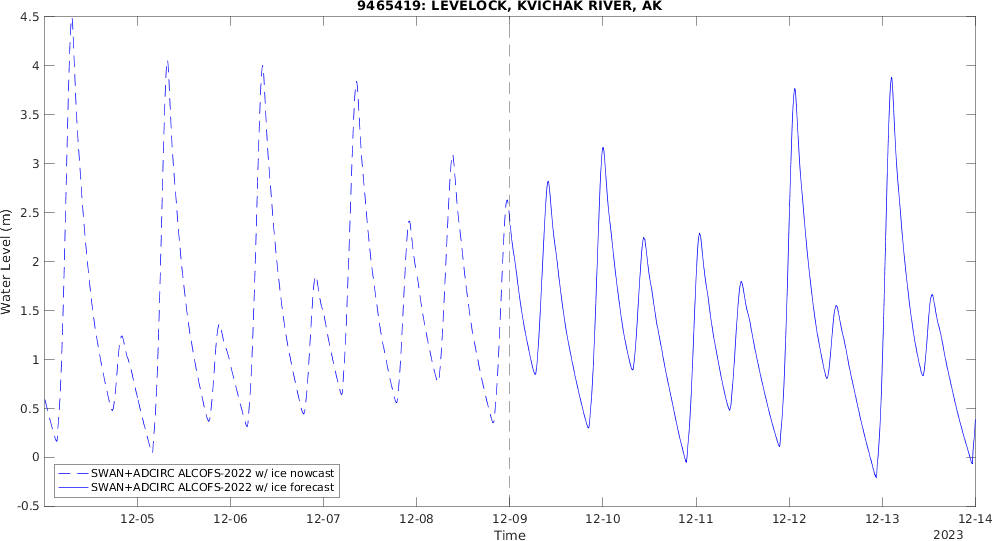 9465419: LEVELOCK, KVICHAK RIVER, AK
4.5
4
3.5
3
2.5
2
1.5
1
0.5
0
-0.5
Water Level (m)
SWAN+ADCIRC ALCOFS-2022 w/ ice nowcast
SWAN+ADCIRC ALCOFS-2022 w/ ice forecast
12-05 12-06 12-07 12-08 12-09 12-10 12-11 12-12 12-13 12-14
Time 2023